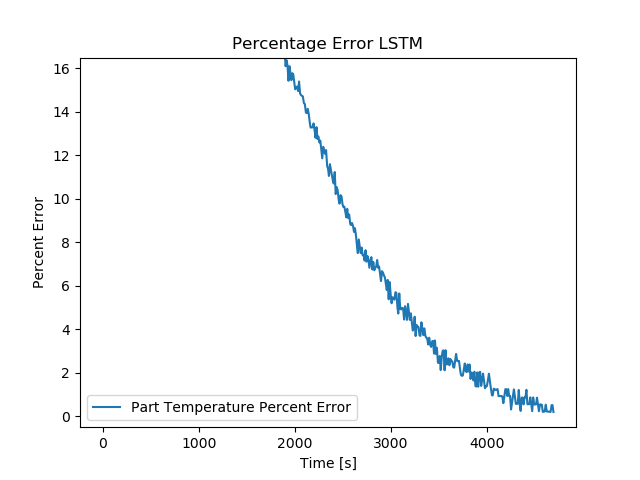 Percentage Error LSTM
Percent Error
16
14
12
10
8
6
4
2
0
Part Temperature Percent Error
0 1000 2000 3000 4000
Time [s]